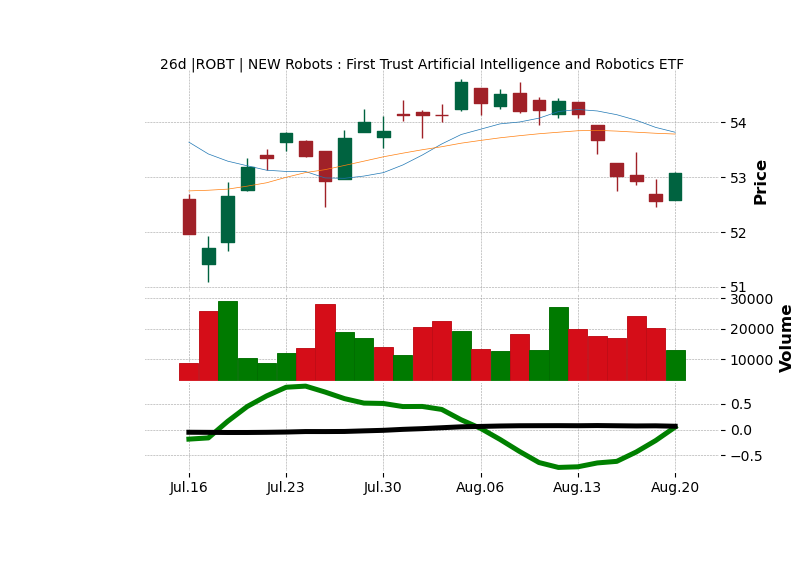 26d |ROBT | NEW Robots : First Trust Artificial Intelligence and Robotics ETF
54
53
52
51
Price
30000
20000
10000
Volume
0.5
0.0
−0.5
Jul.16 Jul.23 Jul.30 Aug.06 Aug.13 Aug.20